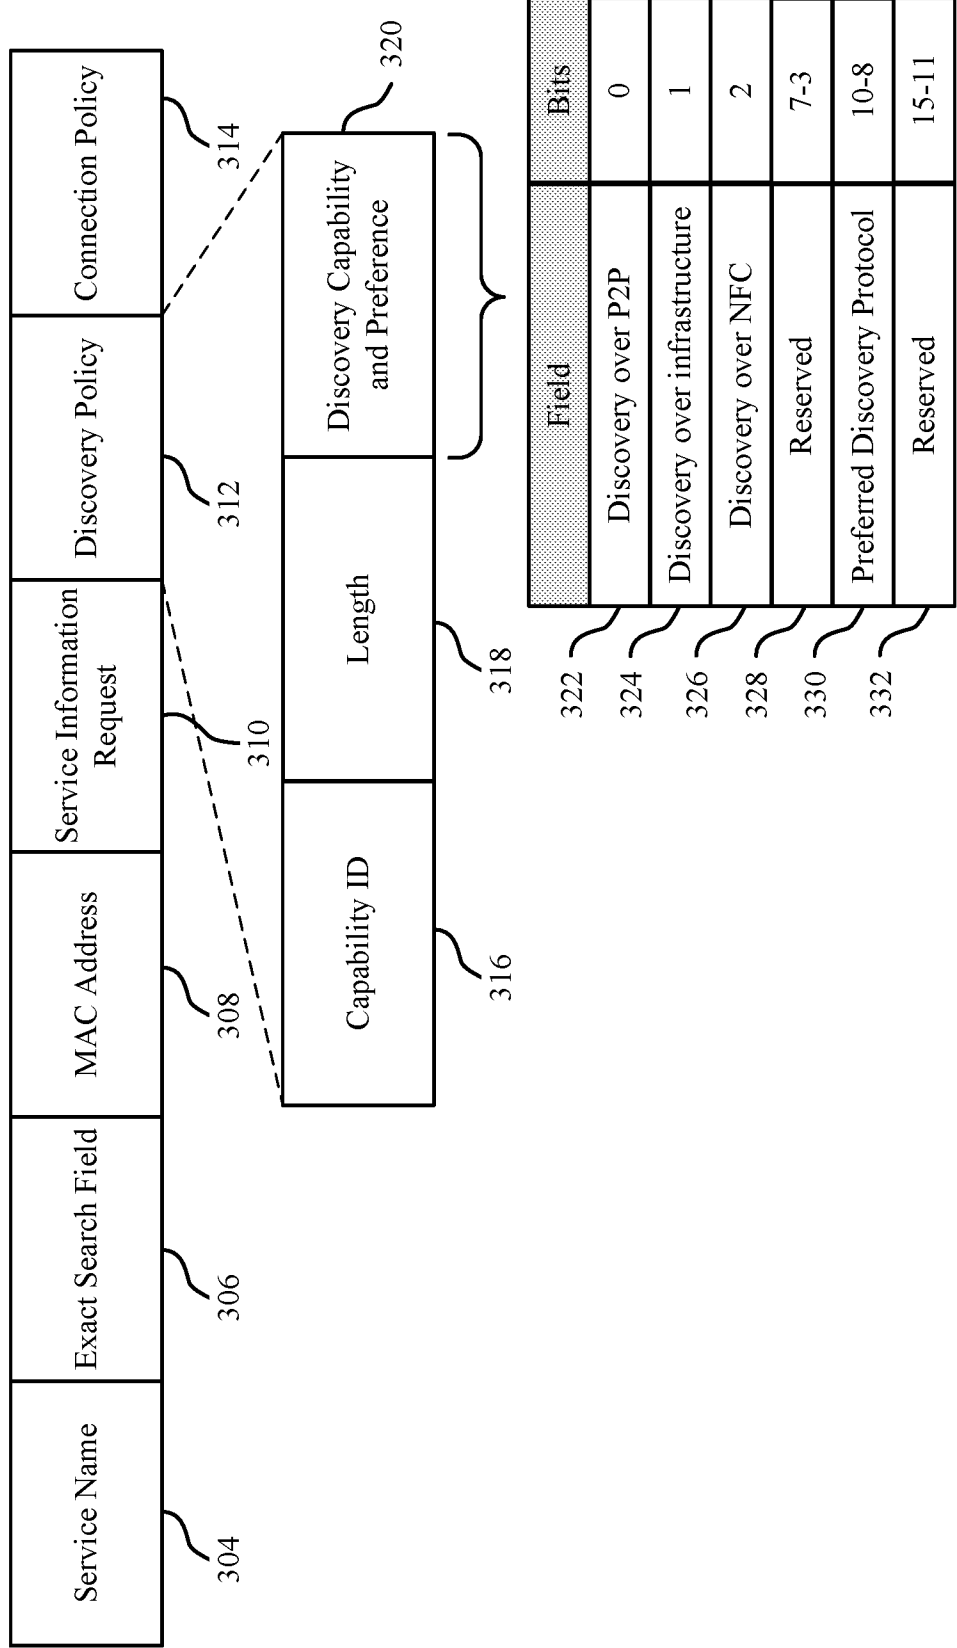 Service Name
Exact Search Field
MAC Address
Service Information
Request
Discovery Policy
Connection Policy
304
306
308
310
312
314
Capability ID
Length
Discovery Capability
and Preference
316
318
320
Field Bits
322 Discovery over P2P 0
324 Discovery over infrastructure 1
326 Discovery over NFC 2
328 Reserved 7-3
330 Preferred Discovery Protocol 10-8
332 Reserved 15-11